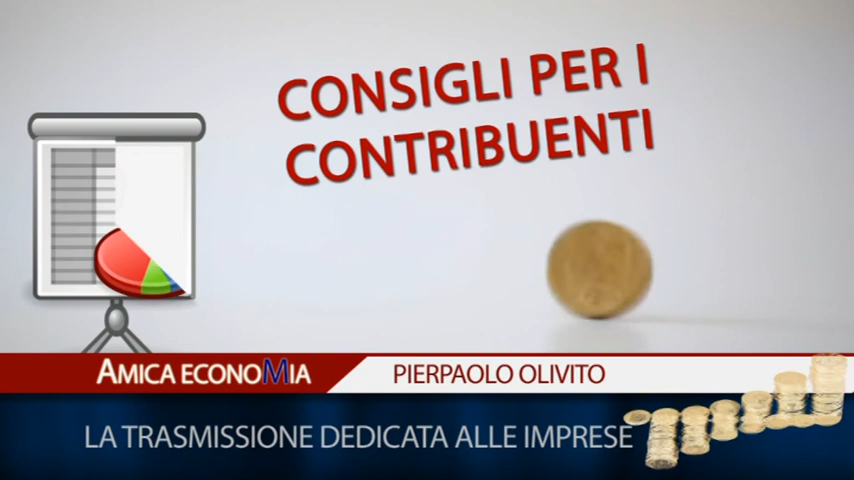 CONSIGLI PER I
CONTRIBUENTI
AMICA ECONOMIA
PIERPAOLO OLIVITO
LA TRASMISSIONE DEDICATA ALLE IMPRESE